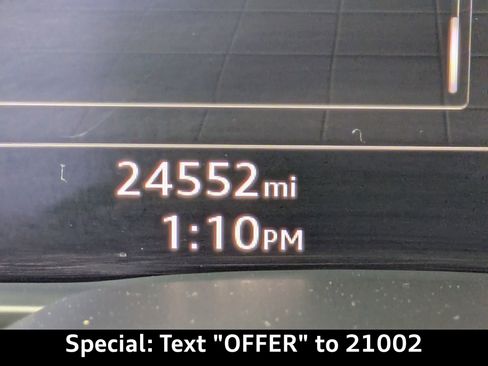 24552mi
1:10PM
Special: Text "OFFER" to 21002